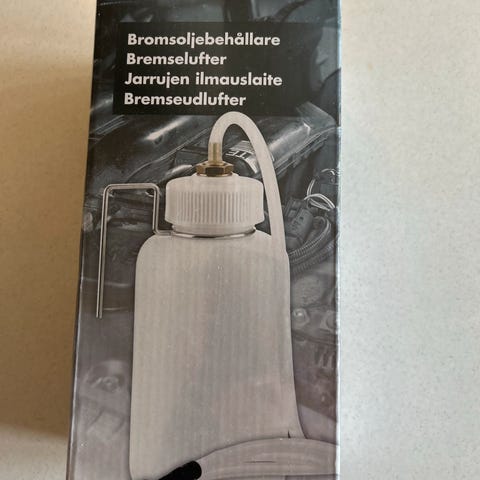 Bromsoljebehållare
Bremselufter
Jarrujen ilmauslaite
Bremseudlufter